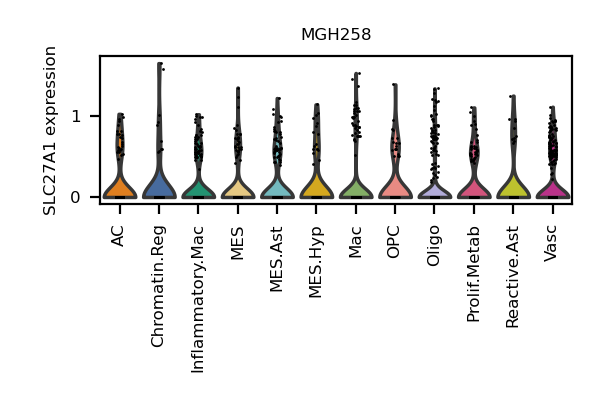 MGH258
SLC27A1 expression
1
0
AC
Chromatin.Reg
Inflammatory.Mac
MES
MES.Ast
MES.Hyp
Mac
OPC
Oligo
Prolif.Metab
Reactive.Ast
Vasc